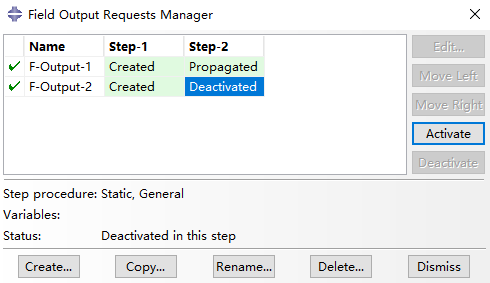 Field Output Requests Manager
Name Step-1 Step-2
F-Output-1 Created Propagated
F-Output-2 Created Deactivated
Edit...
Move Left
Move Right
Activate
Deactivate
Step procedure: Static, General
Variables:
Status: Deactivated in this step
Create... Copy... Rename... Delete... Dismiss